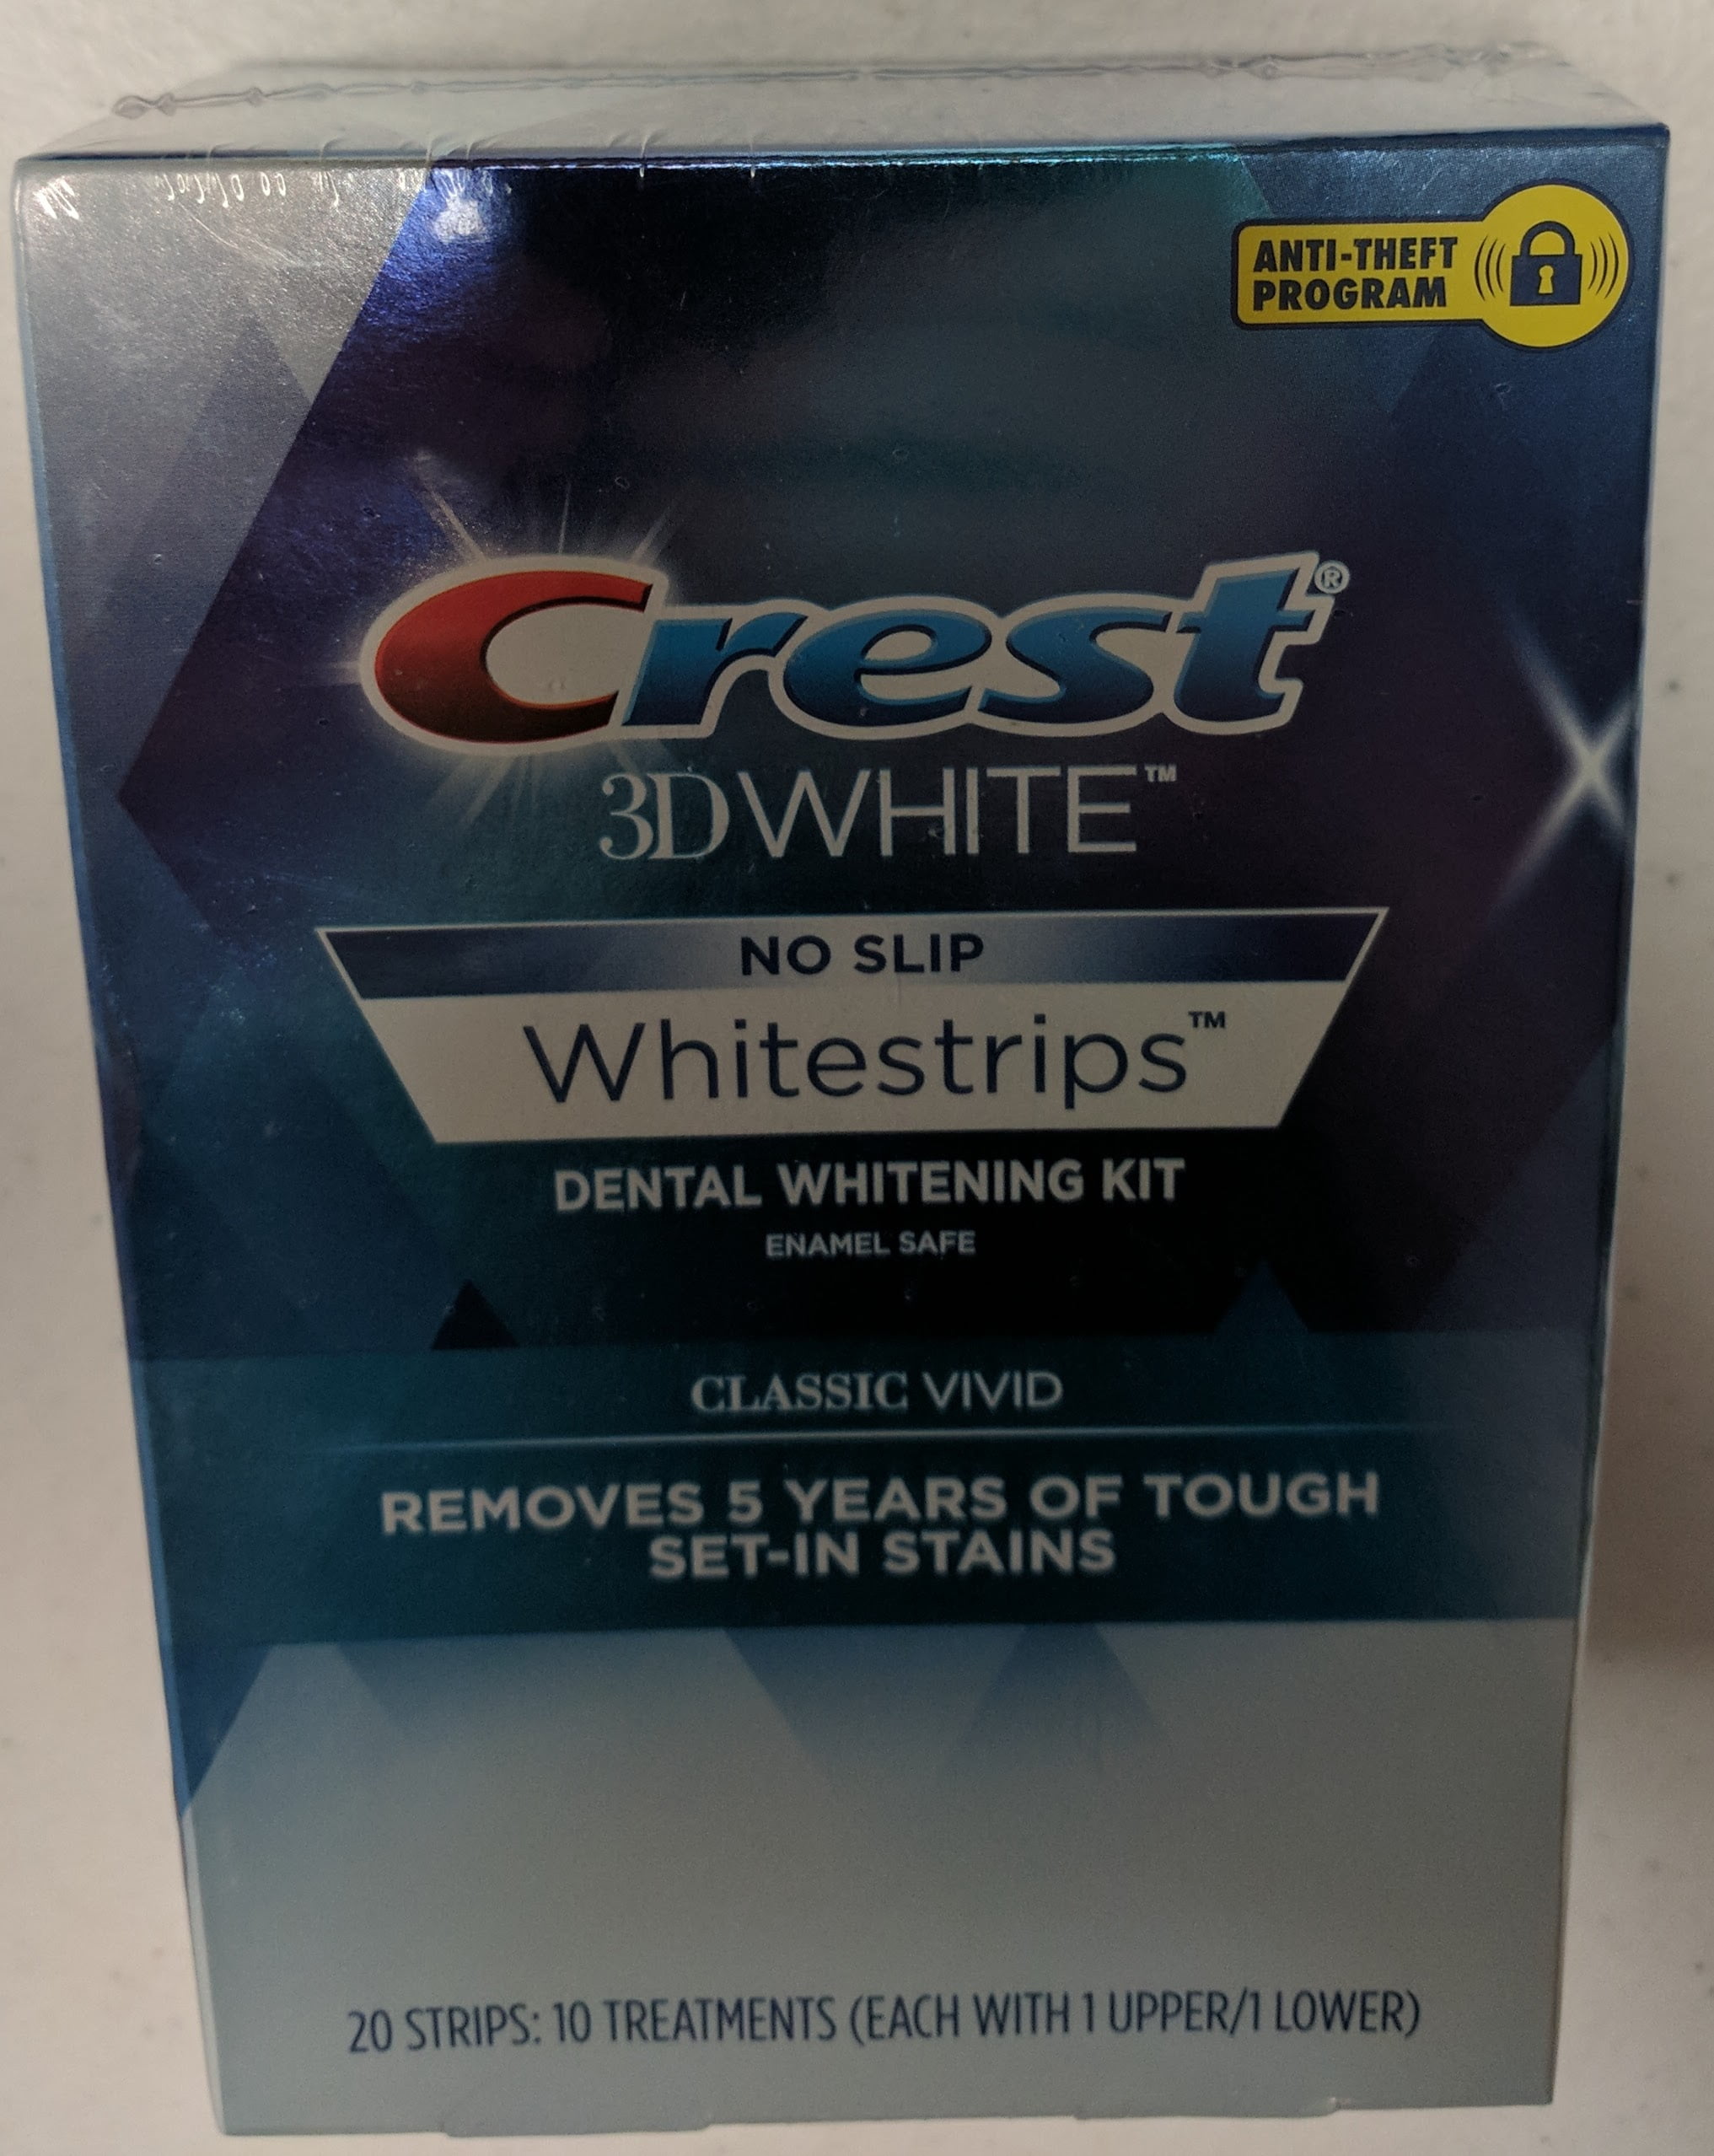 ANTI-THEFT
PROGRAM
Crest®
3D WHITE™
NO SLIP
Whitestrips™
DENTAL WHITENING KIT
ENAMEL SAFE
CLASSIC VIVID
REMOVES 5 YEARS OF TOUGH
SET-IN STAINS
20 STRIPS: 10 TREATMENTS (EACH WITH 1 UPPER/1 LOWER)